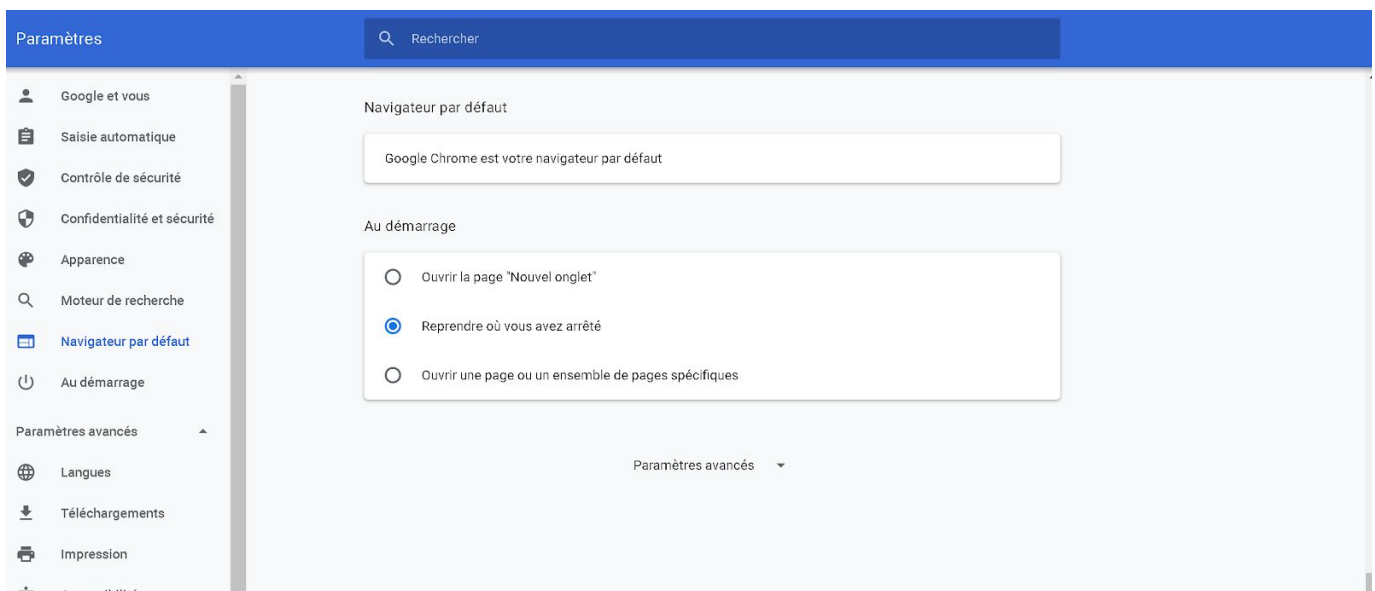 Paramètres
Rechercher
Google et vous
Saisie automatique
Contrôle de sécurité
Confidentialité et sécurité
Apparence
Moteur de recherche
Navigateur par défaut
Au démarrage
Paramètres avancés
Langues
Téléchargements
Impression
Navigateur par défaut
Google Chrome est votre navigateur par défaut
Au démarrage
Ouvrir la page "Nouvel onglet"
Reprendre où vous avez arrêté
Ouvrir une page ou un ensemble de pages spécifiques
Paramètres avancés